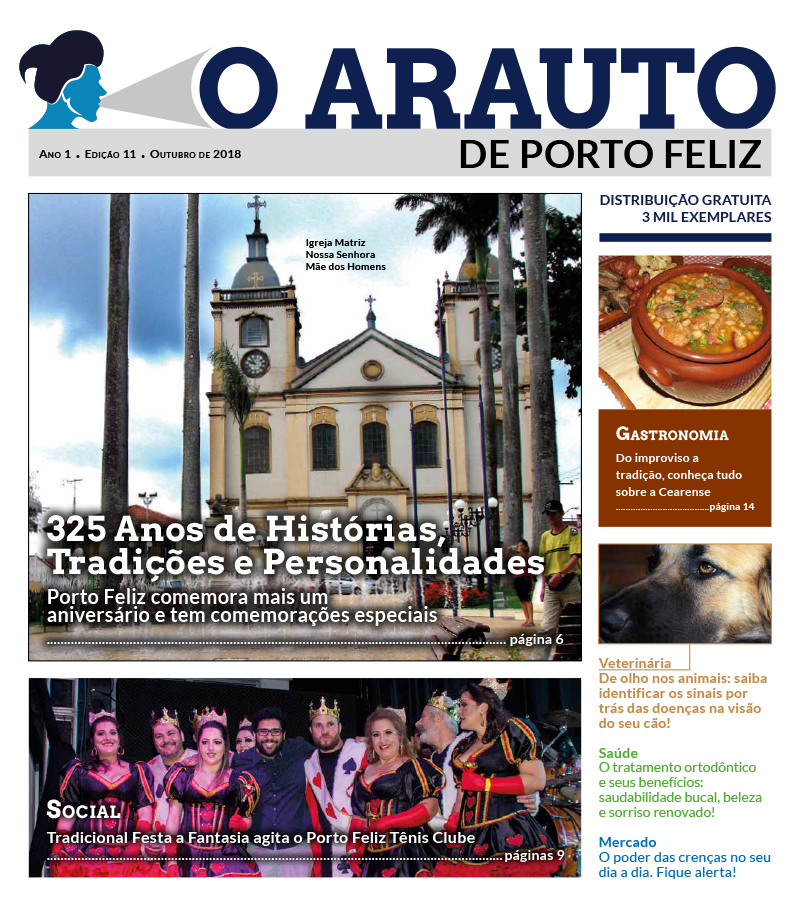 O ARAUTO
DE PORTO FELIZ
Ano 1 . Edição 11 . Outubro de 2018
DISTRIBUIÇÃO GRATUITA
3 MIL EXEMPLARES
Igreja Matriz
Nossa Senhora
Mãe dos Homens
325 Anos de Histórias,
Tradições e Personalidades
Porto Feliz comemora mais um
aniversário e tem comemorações especiais
página 6
Social
Tradicional Festa a Fantasia agita o Porto Feliz Tênis Clube
páginas 9
Gastronomia
Do improviso a
tradição, conheça tudo
sobre a Cearense
página 14
Veterinária
De olho nos animais: saiba
identificar os sinais por
trás das doenças na visão
do seu cão!
Saúde
O tratamento ortodôntico
e seus benefícios:
saudabilidade bucal, beleza
e sorriso renovado!
Mercado
O poder das crenças no seu
dia a dia. Fique alerta!